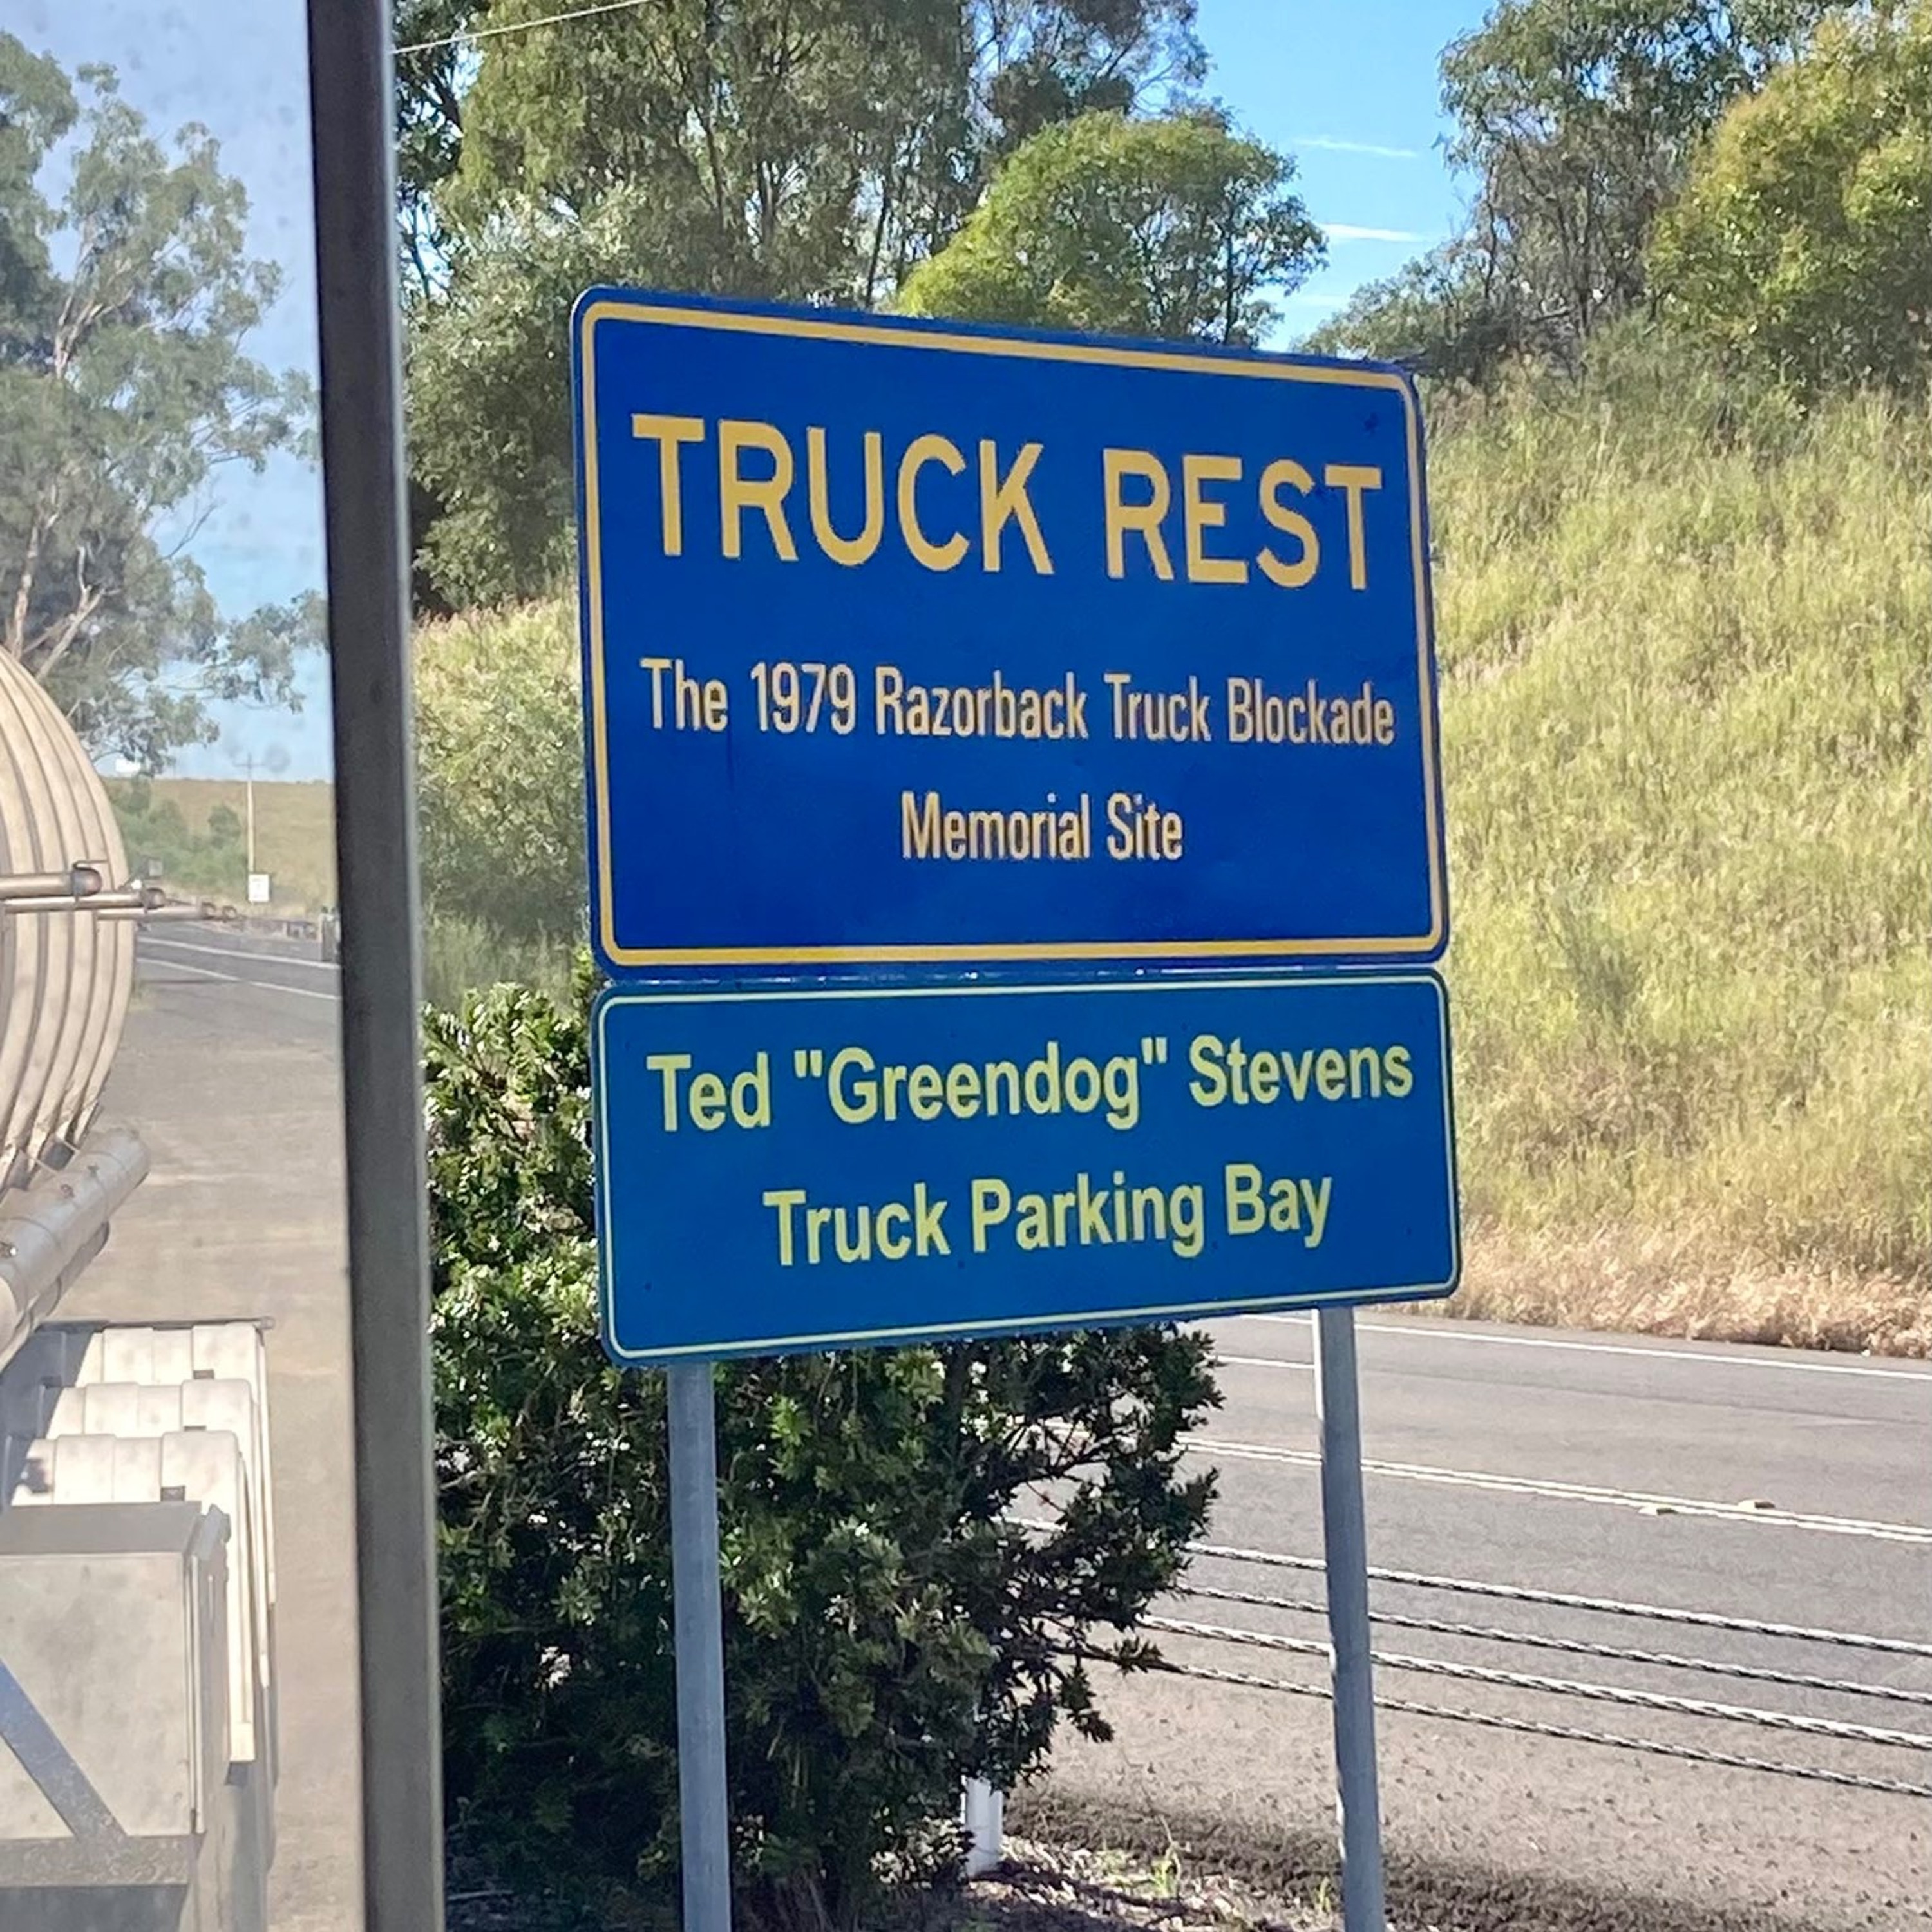 TRUCK REST
The 1979 Razorback Truck Blockade
Memorial Site
Ted "Greendog" Stevens
Truck Parking Bay